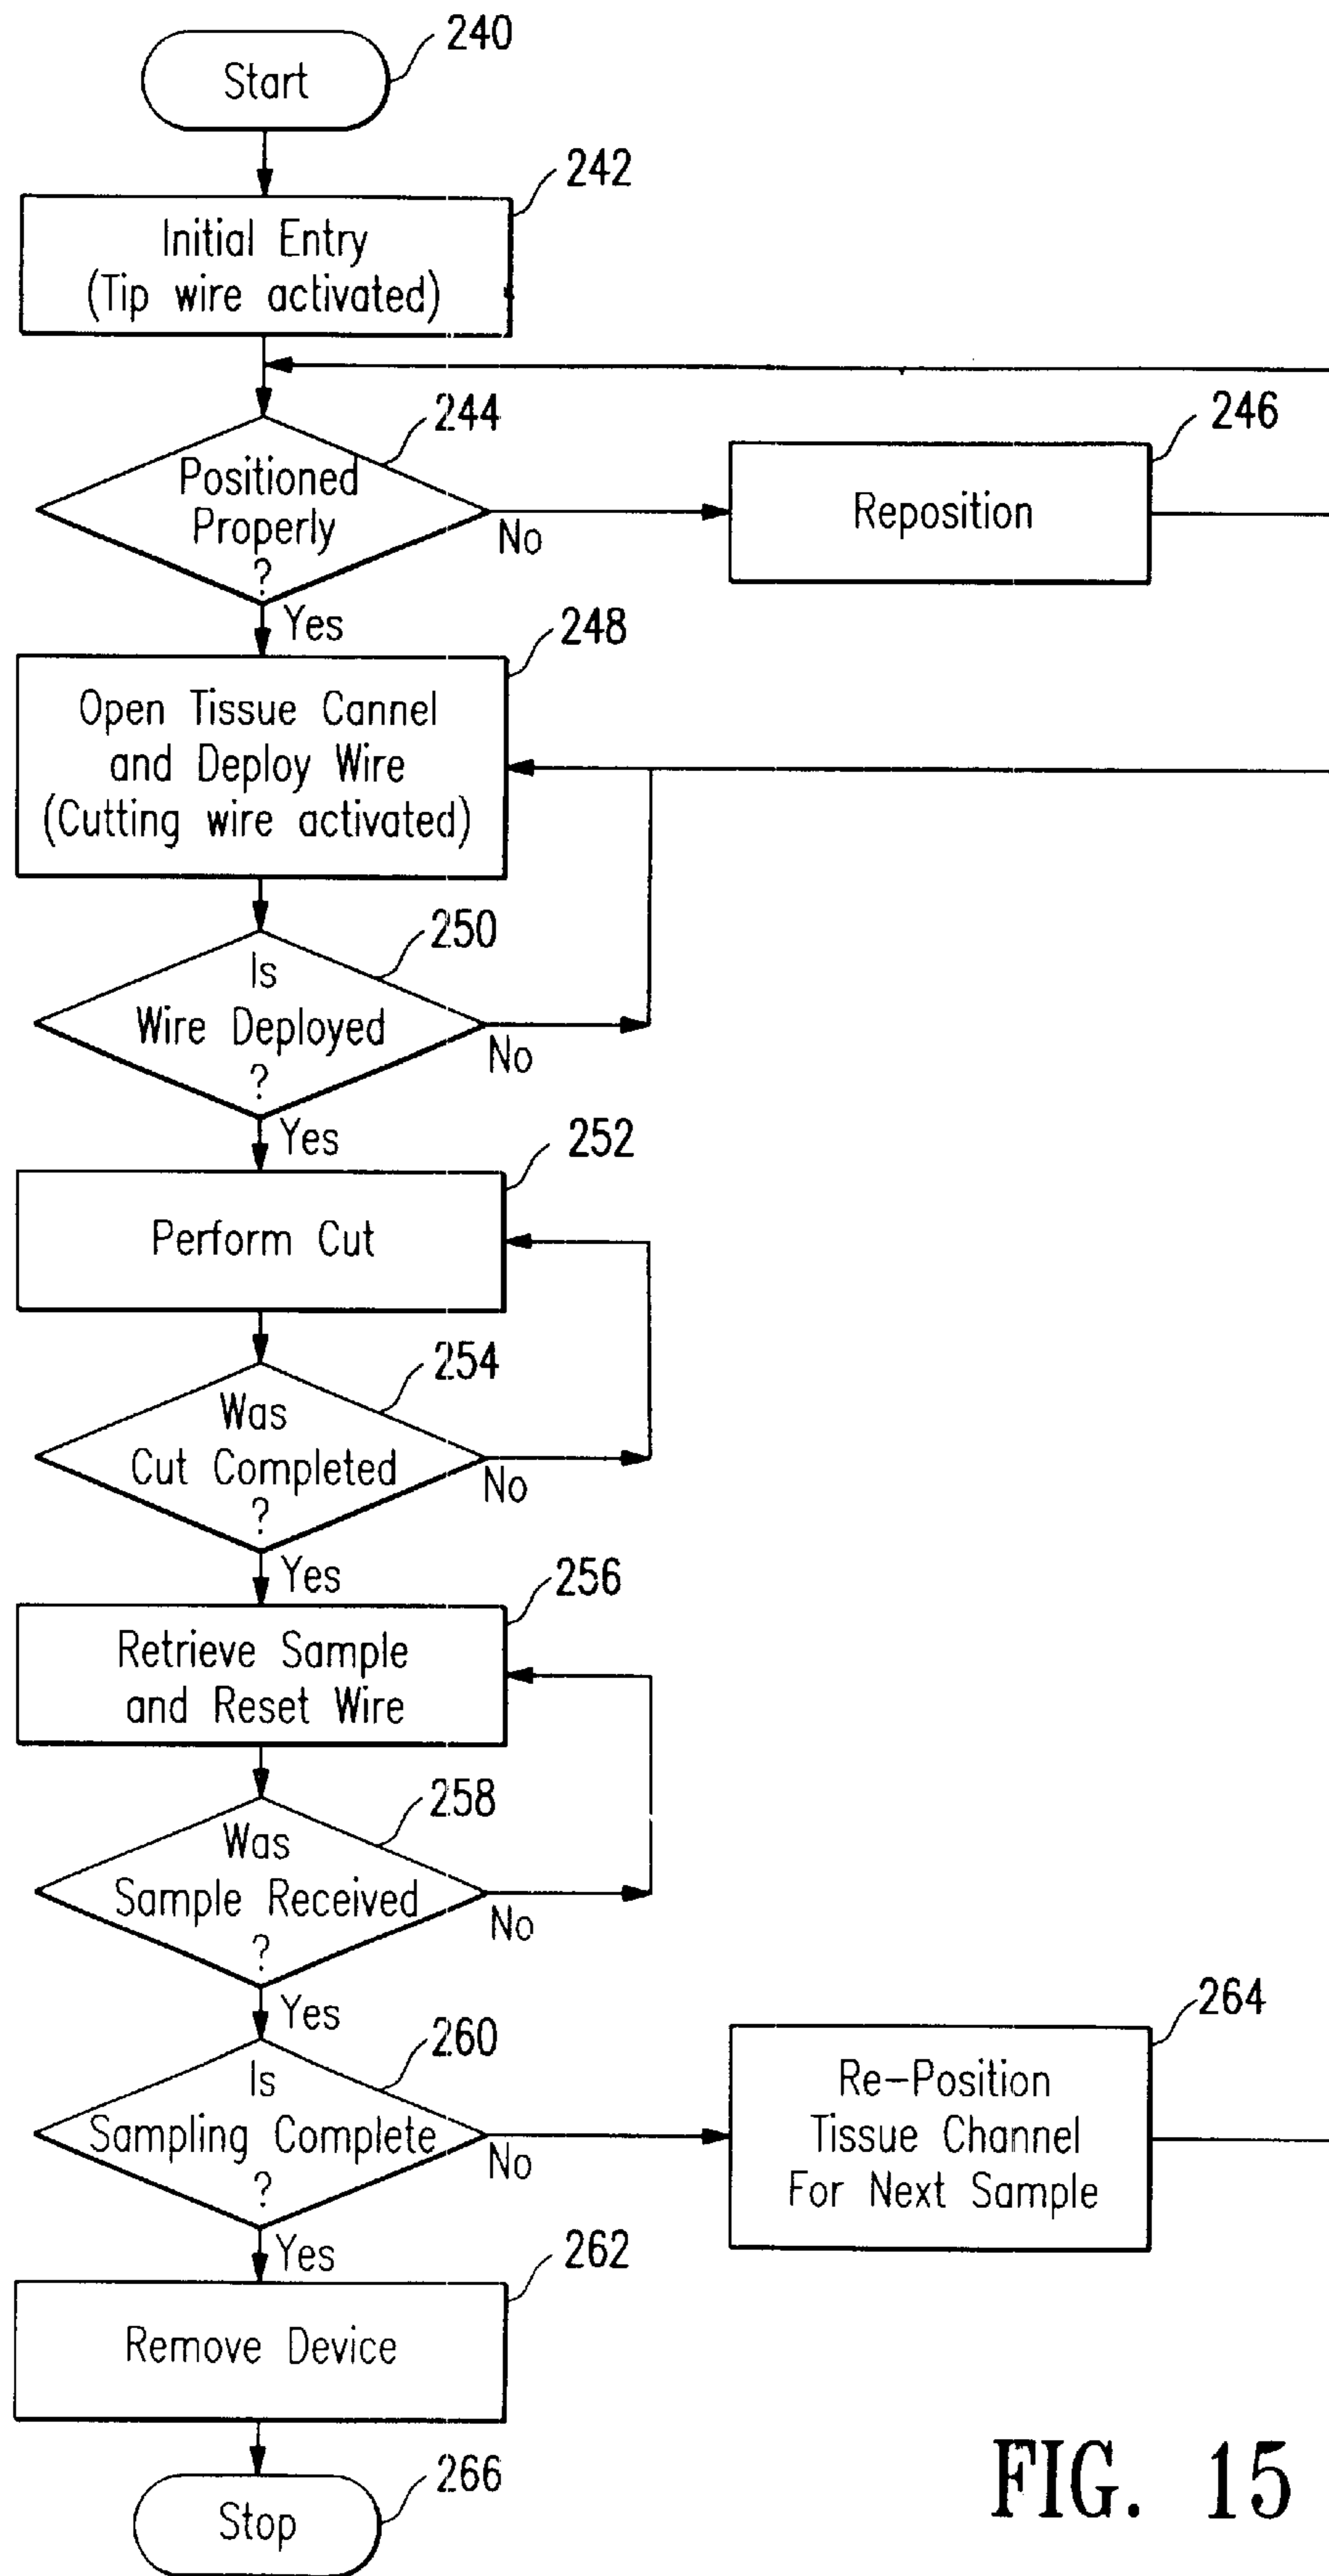 240
Start
242
Initial Entry
(Tip wire activated)
244
Positioned
Properly
?
No
246
Reposition
Yes
248
Open Tissue Cannel
and Deploy Wire
(Cutting wire activated)
250
Is
Wire Deployed
?
No
Yes
252
Perform Cut
254
Was
Cut Completed
?
No
Yes
256
Retrieve Sample
and Reset Wire
258
Was
Sample Received
?
No
Yes
260
Is
Sampling Complete
?
No
264
Re-Position
Tissue Channel
For Next Sample
Yes
262
Remove Device
266
Stop
FIG. 15